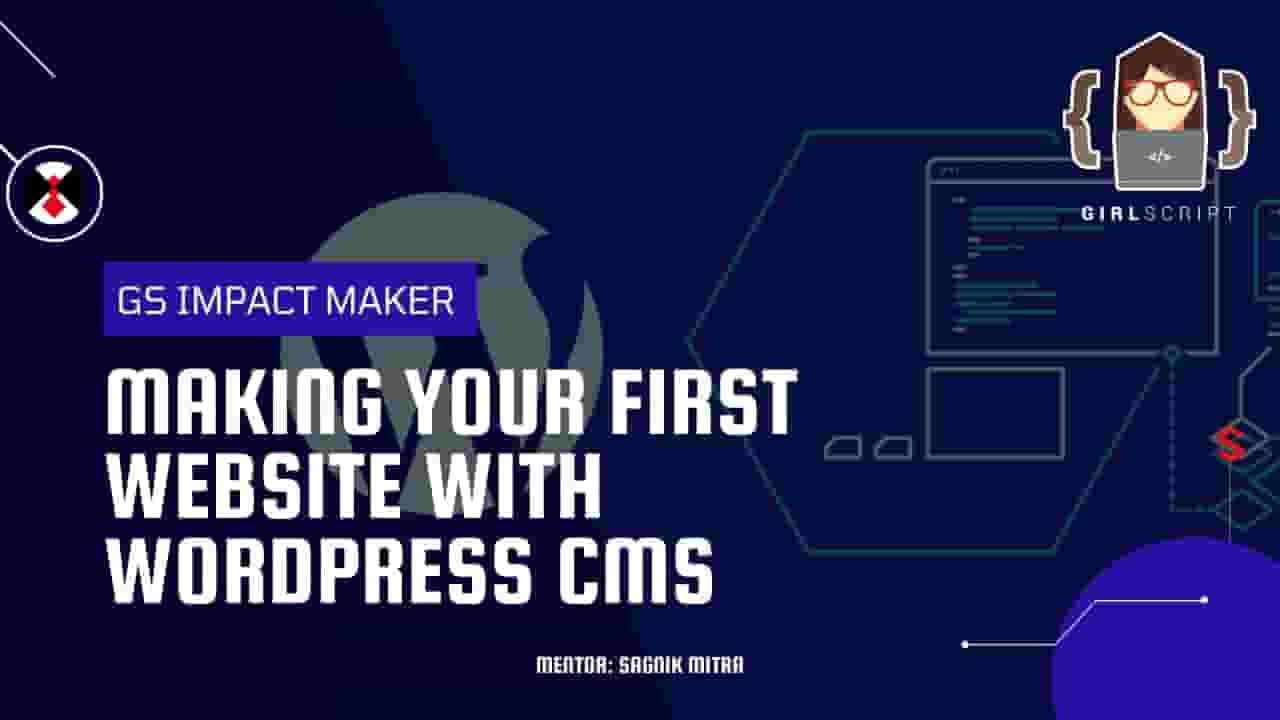 </>
GIRLSCRIPT
GS IMPACT MAKER
MAKING YOUR FIRST
WEBSITE WITH
WORDPRESS CMS
S
MENTOR: SAGNIK MITRA